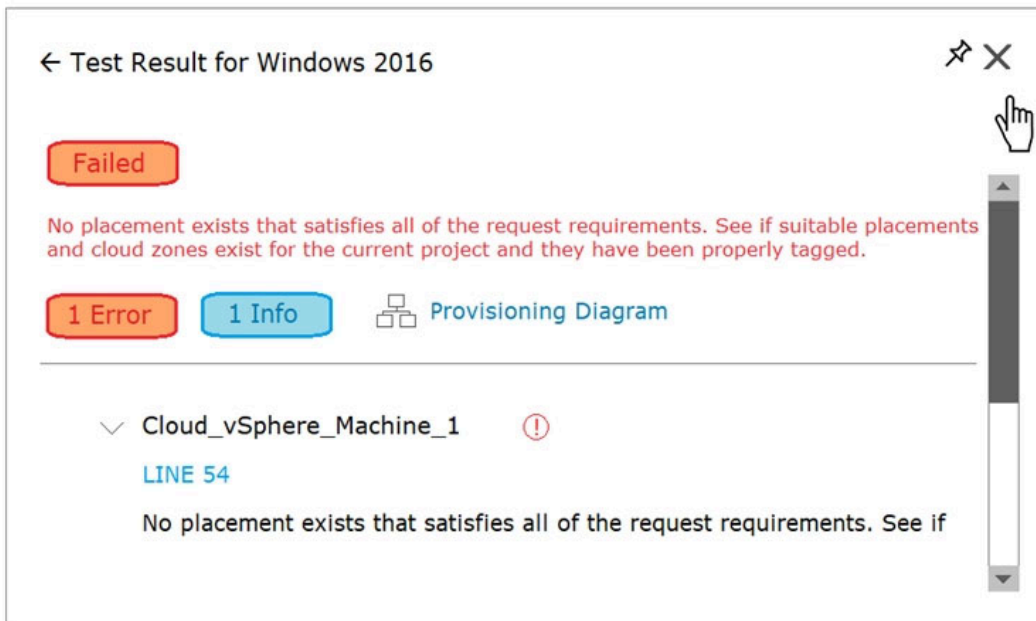 ← Test Result for Windows 2016
Failed
No placement exists that satisfies all of the request requirements. See if suitable placements
and cloud zones exist for the current project and they have been properly tagged.
1 Error 1 Info Provisioning Diagram
Cloud_vSphere_Machine_1
LINE 54
No placement exists that satisfies all of the request requirements. See if